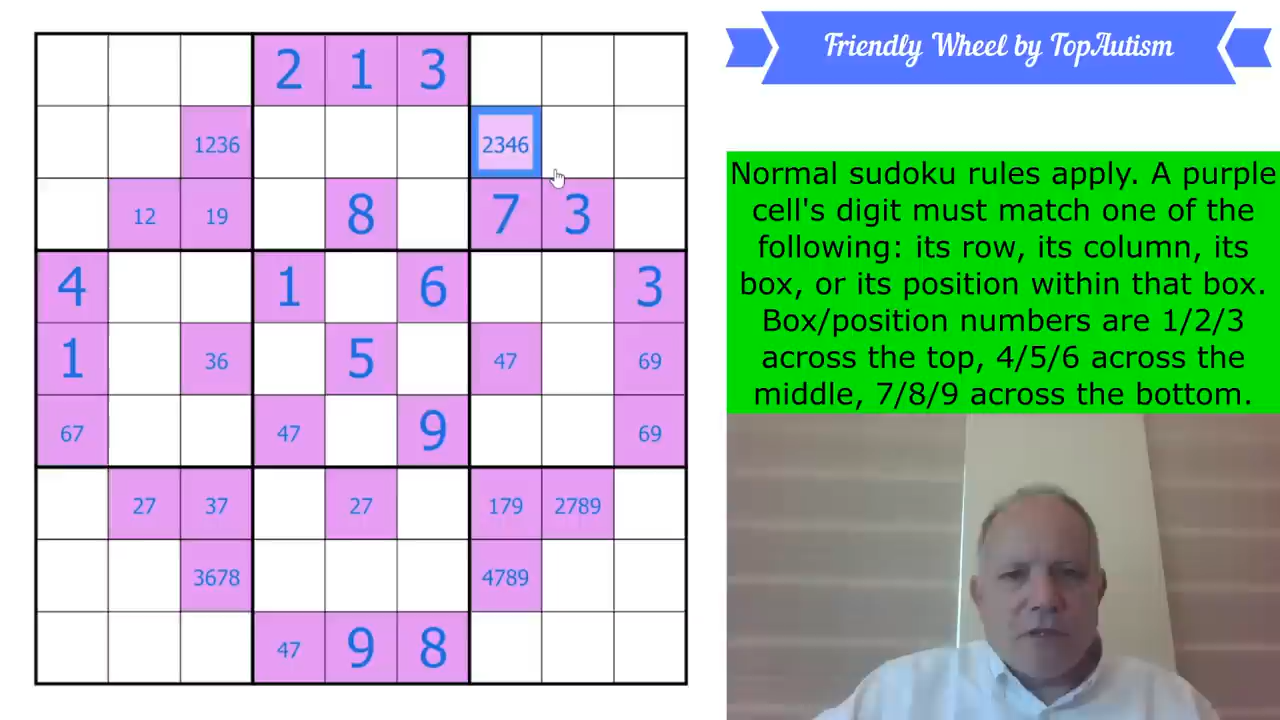 Friendly Wheel by TopAutism
2 1 3
1236 2346
Normal sudoku rules apply. A purple
cell's digit must match one of the
following: its row, its column, its
box, or its position within that box.
Box/position numbers are 1/2/3
across the top, 4/5/6 across the
middle, 7/8/9 across the bottom.
12 19 8 7 3
4 1 6 3
1 36 5 47 69
67 47 9 69
27 37 27 179 2789
3678 4789
47 9 8